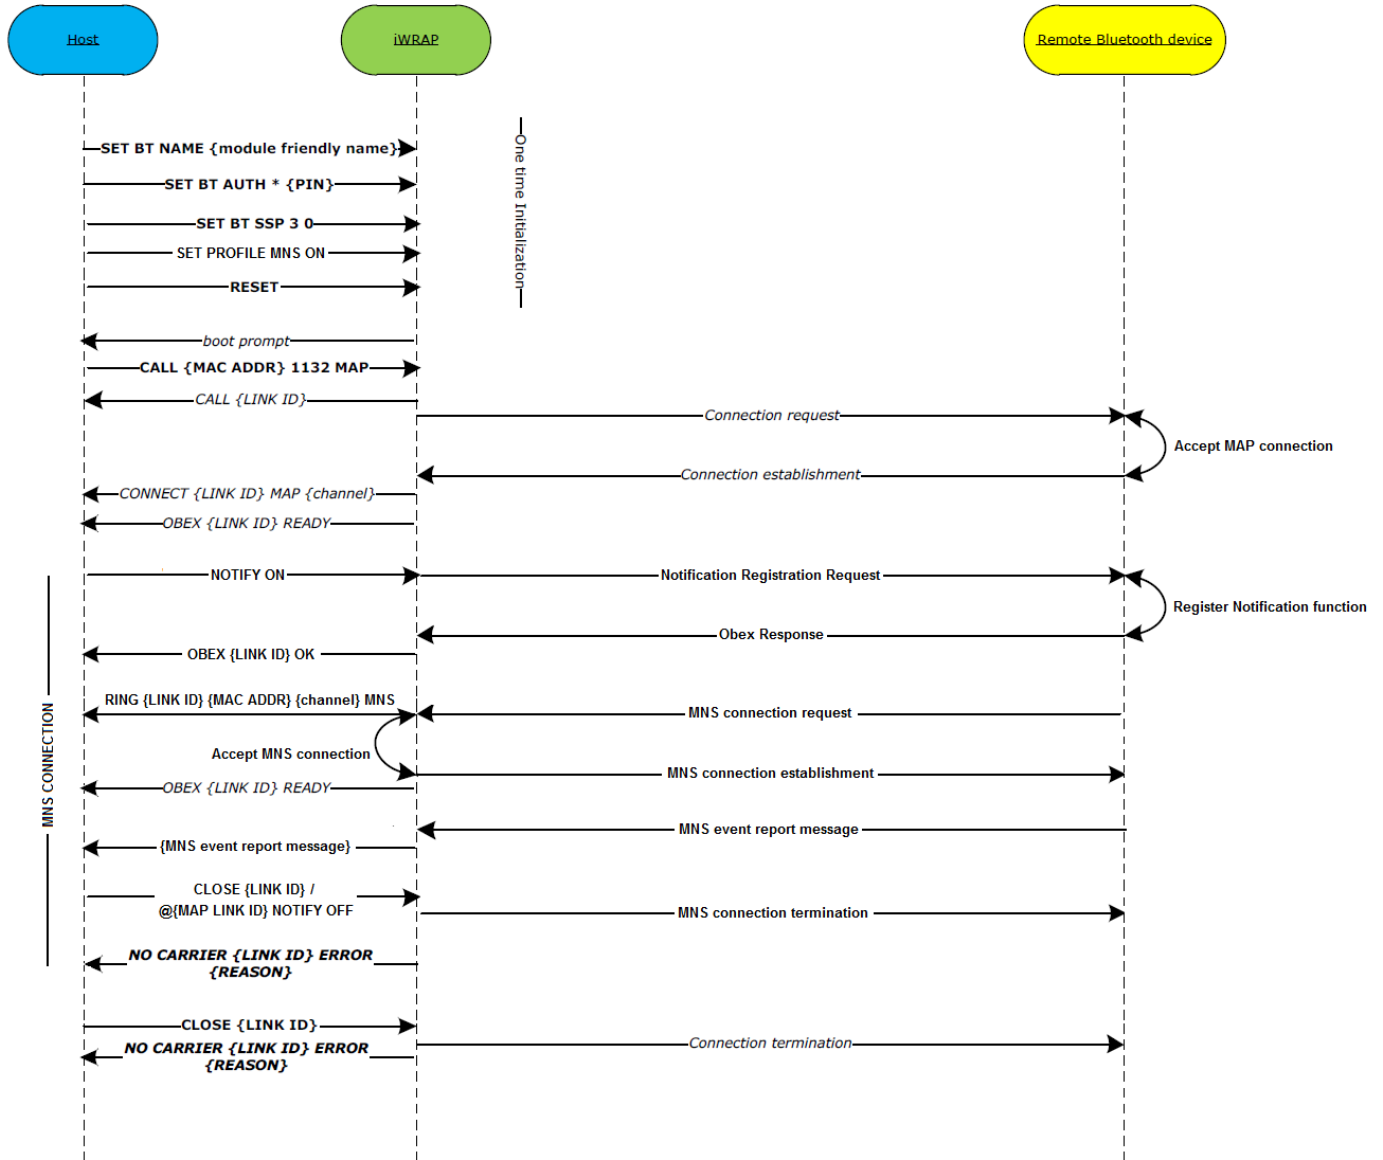 Host
iWRAP
Remote Bluetooth device
SET BT NAME {module friendly name}
One time Initialization
SET BT AUTH * {PIN}
SET BT SSP 3 0
SET PROFILE MNS ON
RESET
boot prompt
CALL {MAC ADDR} 1132 MAP
CALL {LINK ID}
Connection request
Accept MAP connection
Connection establishment
CONNECT {LINK ID} MAP {channel}
OBEX {LINK ID} READY
MNS CONNECTION
NOTIFY ON
Notification Registration Request
Register Notification function
Obex Response
OBEX {LINK ID} OK
RING {LINK ID} {MAC ADDR} {channel} MNS
MNS connection request
Accept MNS connection
MNS connection establishment
OBEX {LINK ID} READY
MNS event report message
{MNS event report message}
CLOSE {LINK ID} /
@{MAP LINK ID} NOTIFY OFF
MNS connection termination
NO CARRIER {LINK ID} ERROR
{REASON}
CLOSE {LINK ID}
NO CARRIER {LINK ID} ERROR
{REASON}
Connection termination